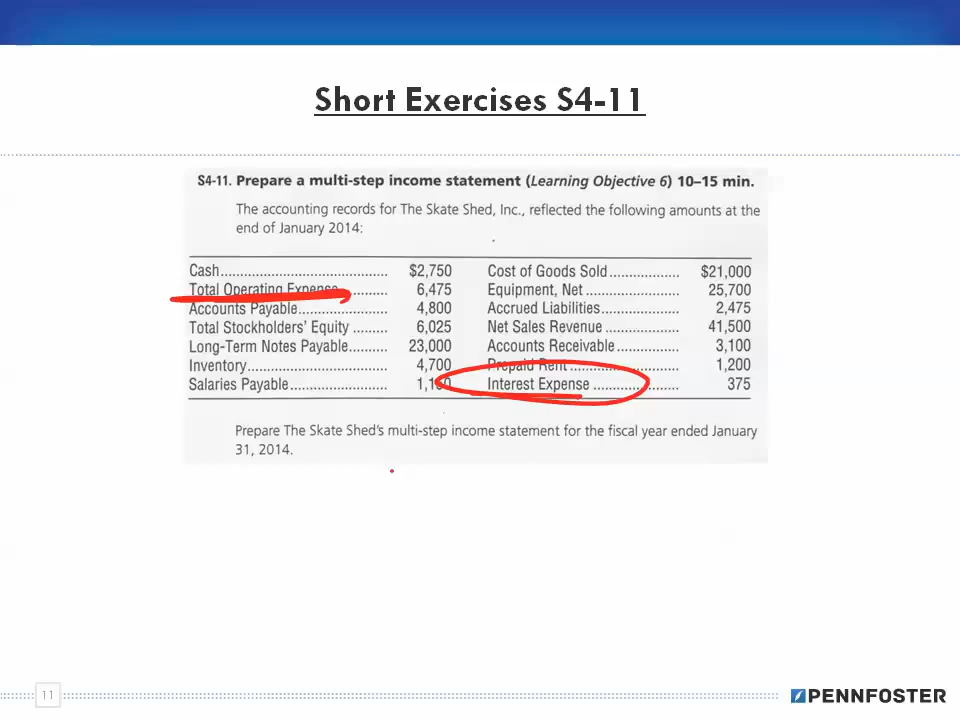 Short Exercises S4-11
S4-11. Prepare a multi-step income statement (Learning Objective 6) 10–15 min.
The accounting records for The Skate Shed, Inc., reflected the following amounts at the
end of January 2014:
Cash.......................................... $2,750 Cost of Goods Sold.................. $21,000
Total Operating Expense.......... 6,475 Equipment, Net........................ 25,700
Accounts Payable....................... 4,800 Accrued Liabilities.................... 2,475
Total Stockholders' Equity ......... 6,025 Net Sales Revenue................... 41,500
Long-Term Notes Payable.......... 23,000 Accounts Receivable................ 3,100
Inventory.................................... 4,700 Prepaid Rent............................ 1,200
Salaries Payable......................... Interest Expense ...................... 375
Prepare The Skate Shed's multi-step income statement for the fiscal year ended January
31, 2014.
11
PENNFOSTER